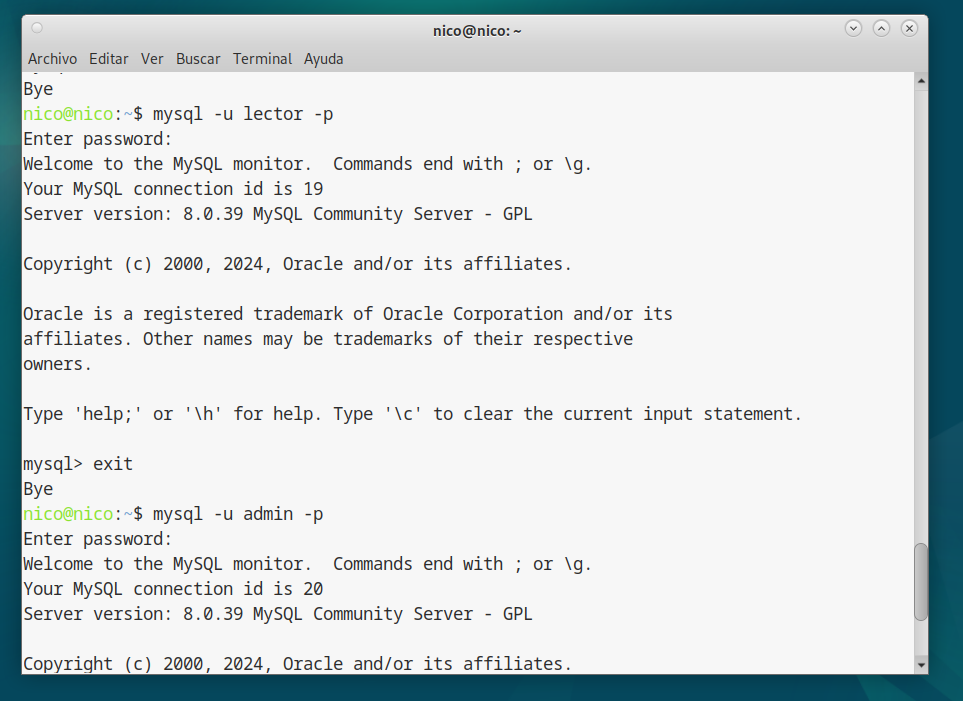 nico@nico: ~
Archivo Editar Ver Buscar Terminal Ayuda
Bye
nico@nico:~$ mysql -u lector -p
Enter password:
Welcome to the MySQL monitor.  Commands end with ; or \g.
Your MySQL connection id is 19
Server version: 8.0.39 MySQL Community Server - GPL
Copyright (c) 2000, 2024, Oracle and/or its affiliates.
Oracle is a registered trademark of Oracle Corporation and/or its
affiliates. Other names may be trademarks of their respective
owners.
Type 'help;' or '\h' for help. Type '\c' to clear the current input statement.
mysql> exit
Bye
nico@nico:~$ mysql -u admin -p
Enter password:
Welcome to the MySQL monitor.  Commands end with ; or \g.
Your MySQL connection id is 20
Server version: 8.0.39 MySQL Community Server - GPL
Copyright (c) 2000, 2024, Oracle and/or its affiliates.